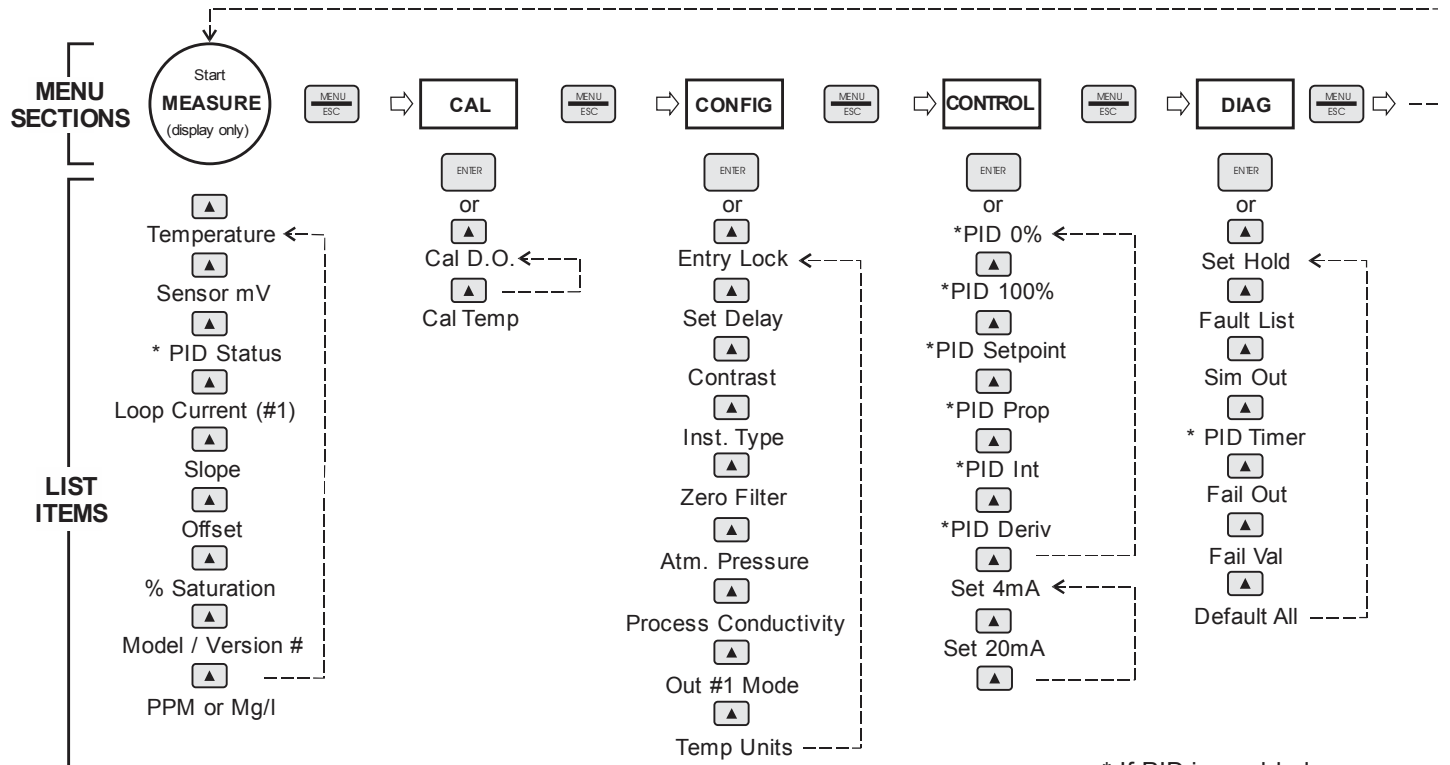 MENU
SECTIONS
Start
MEASURE
(display only)
MENU
ESC
CAL
MENU
ESC
CONFIG
MENU
ESC
CONTROL
MENU
ESC
DIAG
MENU
ESC
LIST
ITEMS
Temperature
Sensor mV
* PID Status
Loop Current (#1)
Slope
Offset
% Saturation
Model / Version #
PPM or Mg/l
ENTER
or
Cal D.O.
Cal Temp
ENTER
or
Entry Lock
Set Delay
Contrast
Inst. Type
Zero Filter
Atm. Pressure
Process Conductivity
Out #1 Mode
Temp Units
ENTER
or
*PID 0%
*PID 100%
*PID Setpoint
*PID Prop
*PID Int
*PID Deriv
Set 4mA
Set 20mA
ENTER
or
Set Hold
Fault List
Sim Out
* PID Timer
Fail Out
Fail Val
Default All